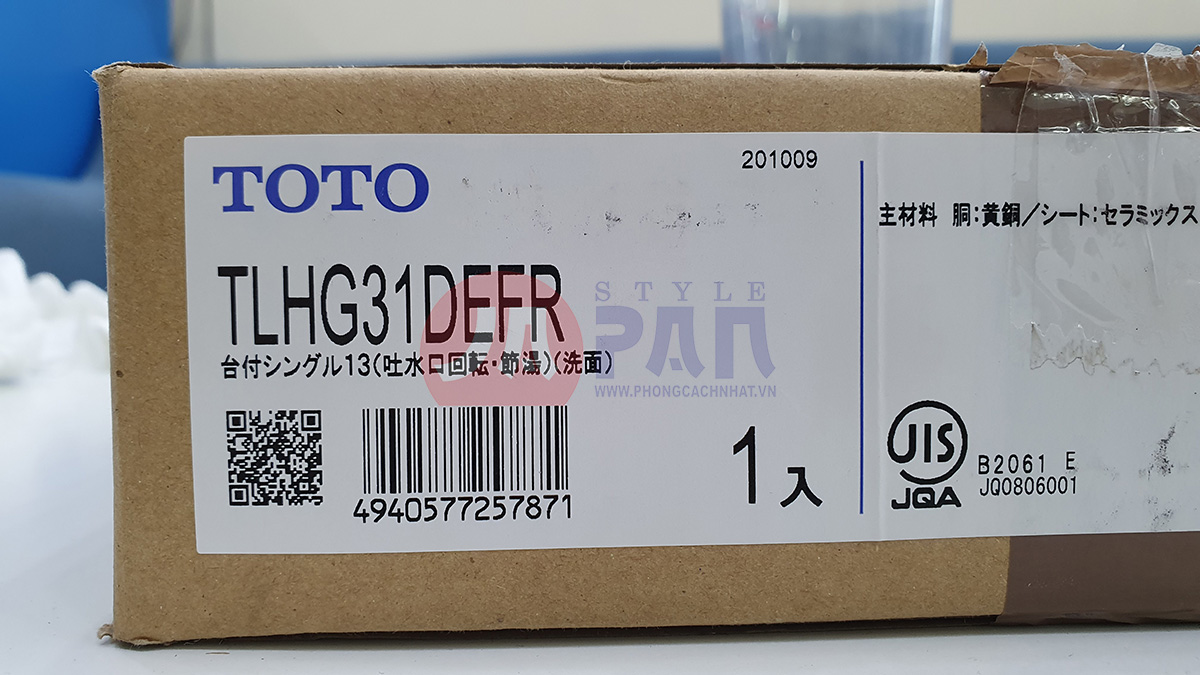 TOTO
201009
TLHG31DEFR
台付シングル13(吐水口回転・節湯)(洗面)
4940577257871
1入
主材料 胴:黄銅/シート:セラミックス
JIS
JQA
B2061 E
JQ0806001
STYLE
JAPAN
WWW.PHONGCACHNHAT.VN